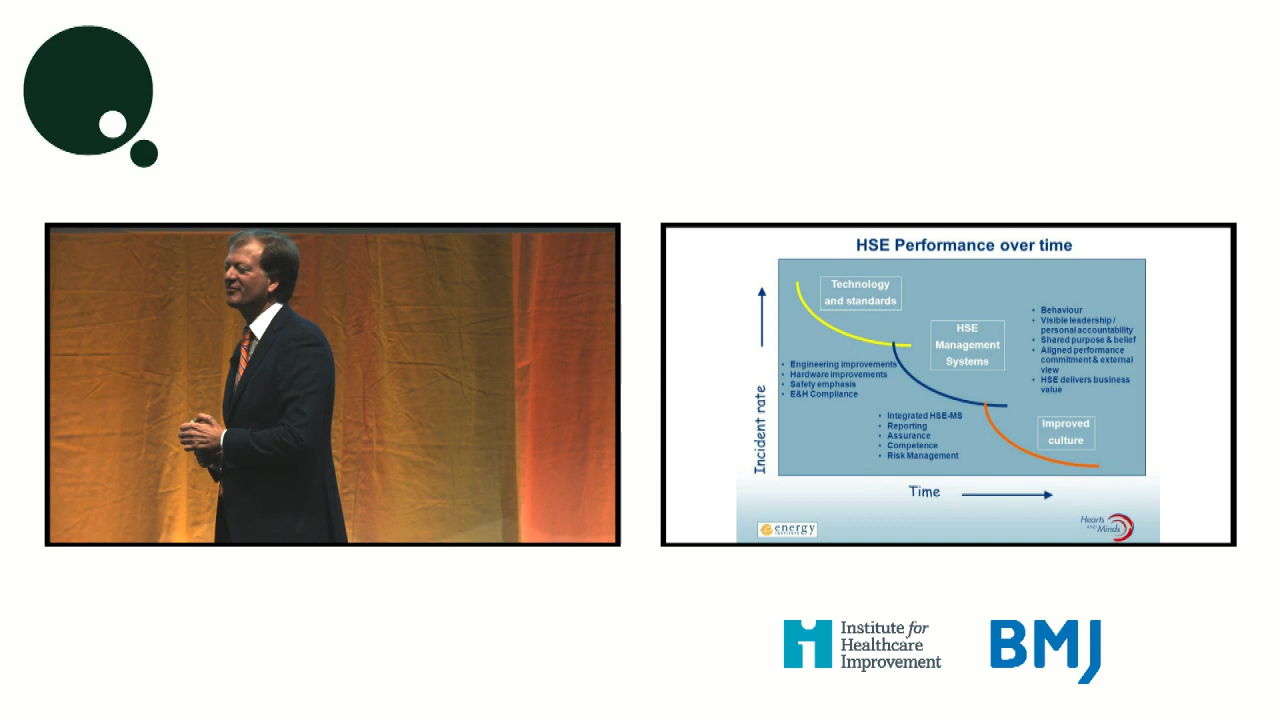 HSE Performance over time
Technology
and standards
HSE
Management
Systems
• Behaviour
• Visible leadership /
personal accountability
• Shared purpose & belief
• Aligned performance
commitment & external
view
• HSE delivers business
value
• Engineering improvements
• Hardware improvements
• Safety emphasis
• E&H Compliance
• Integrated HSE-MS
• Reporting
• Assurance
• Competence
• Risk Management
Improved
culture
Incident rate
Time
energy
INSTITUTE
Hearts
AND Minds
Institute for
Healthcare
Improvement
BMJ